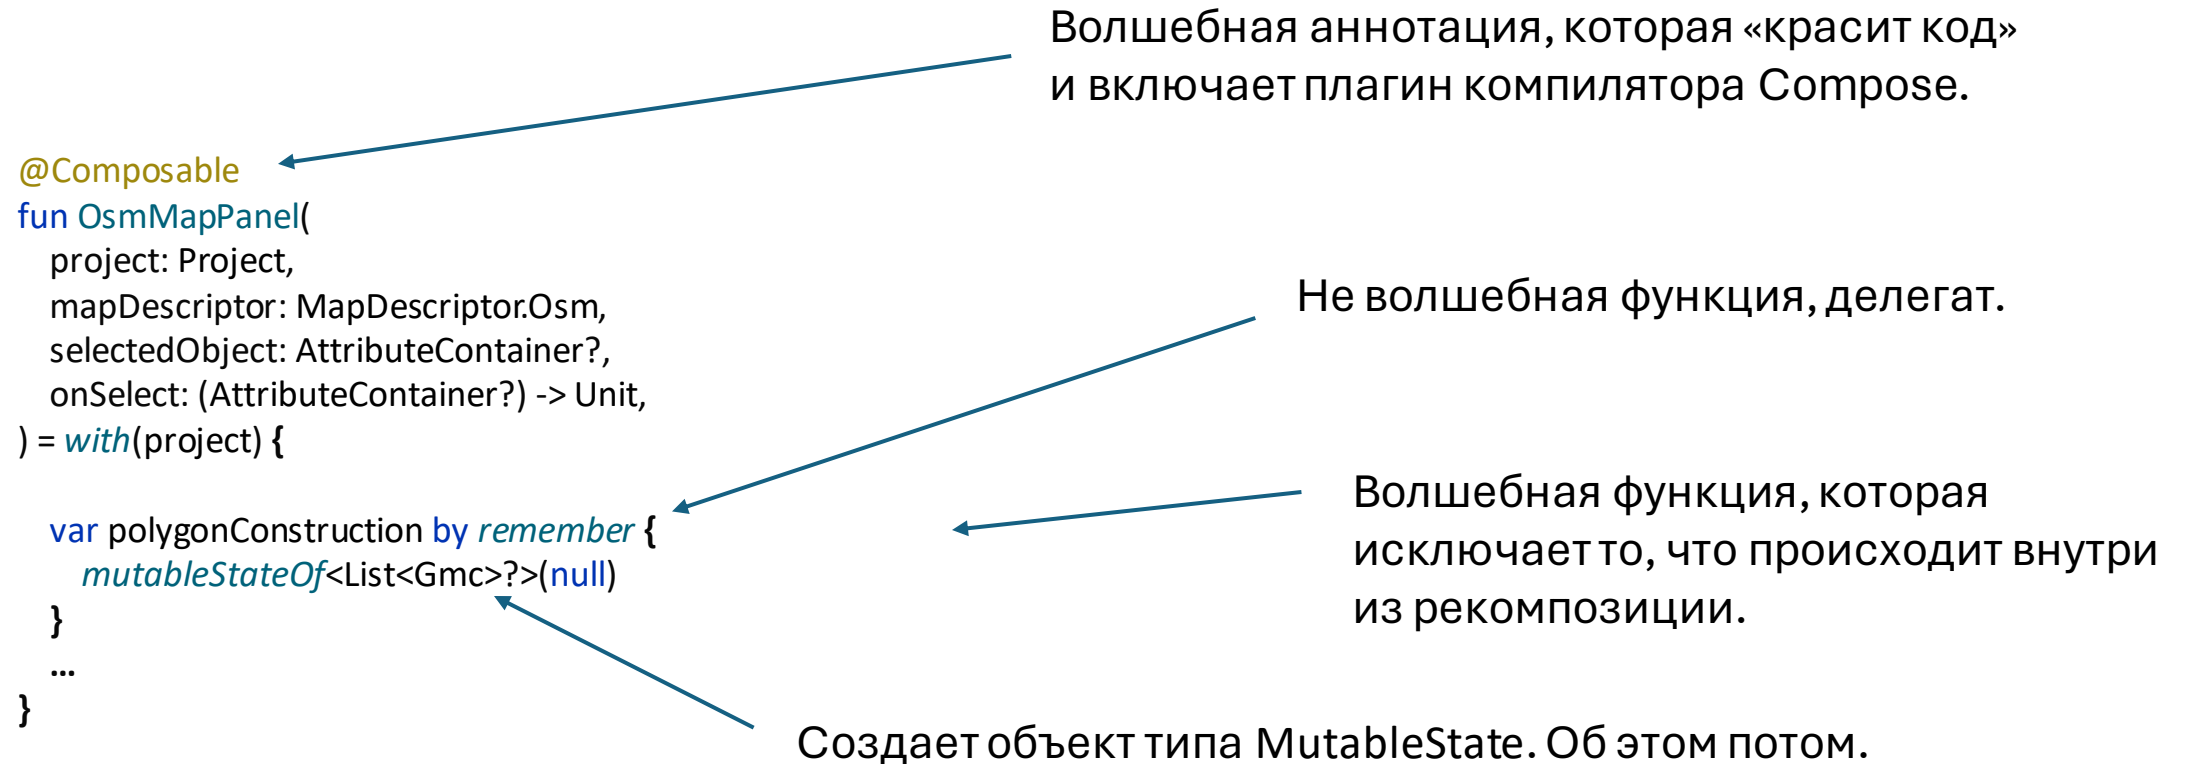 Волшебная аннотация, которая «красит код»
и включает плагин компилятора Compose.
@Composable
fun OsmMapPanel(
project: Project,
mapDescriptor: MapDescriptor.Osm,
selectedObject: AttributeContainer?,
onSelect: (AttributeContainer?) -> Unit,
) = with(project) {
Не волшебная функция, делегат.
var polygonConstruction by remember {
mutableStateOf<List<Gmc>?>(null)
}
...
}
Волшебная функция, которая
исключает то, что происходит внутри
из рекомпозиции.
Создает объект типа MutableState. Об этом потом.